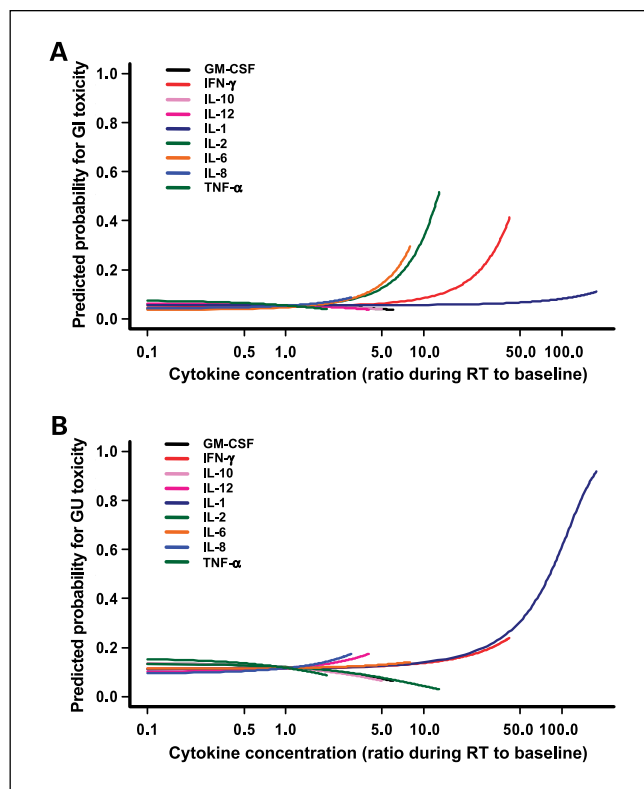 A
Predicted probability for GI toxicity
1.0
0.8
0.6
0.4
0.2
0.0
GM-CSF
IFN-γ
IL-10
IL-12
IL-1
IL-2
IL-6
IL-8
TNF-α
0.1 0.5 1.0 5.0 10.0 50.0 100.0
Cytokine concentration (ratio during RT to baseline)
B
Predicted probability for GU toxicity
1.0
0.8
0.6
0.4
0.2
0.0
GM-CSF
IFN-γ
IL-10
IL-12
IL-1
IL-2
IL-6
IL-8
TNF-α
0.1 0.5 1.0 5.0 10.0 50.0 100.0
Cytokine concentration (ratio during RT to baseline)